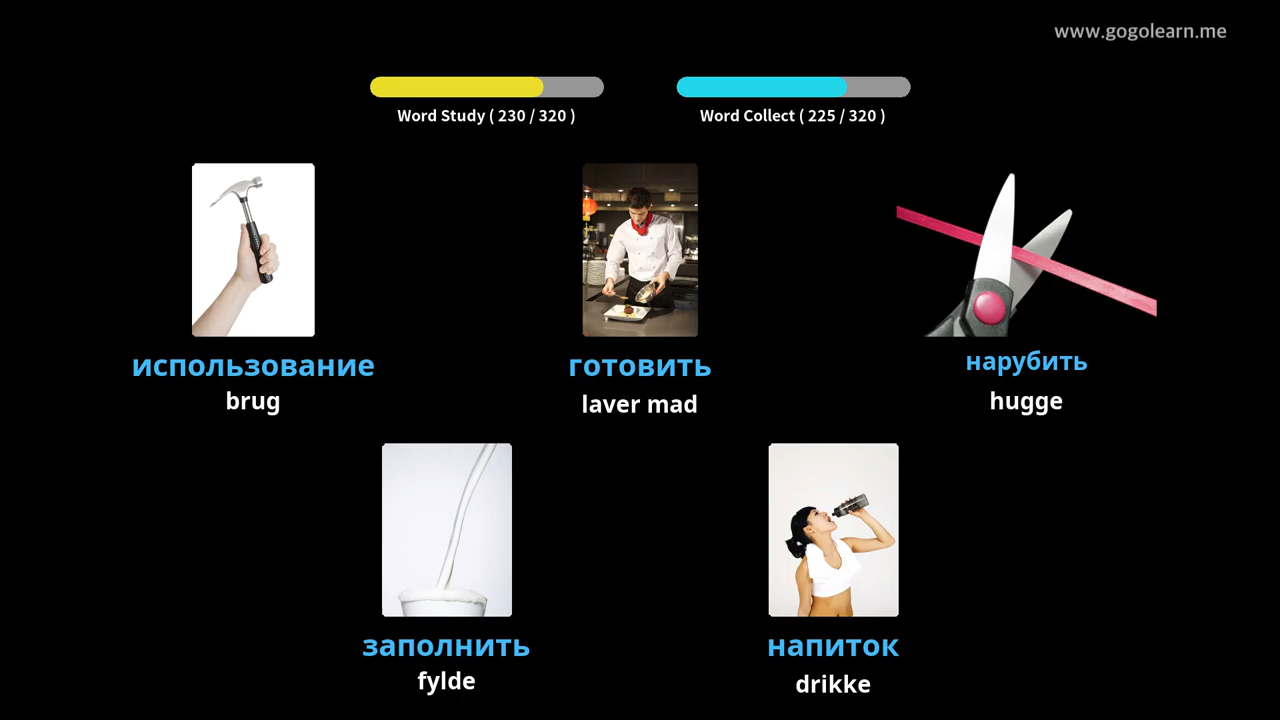 www.gogolearn.me
Word Study ( 230 / 320 )
Word Collect ( 225 / 320 )
использование
brug
готовить
laver mad
нарубить
hugge
заполнить
fylde
напиток
drikke